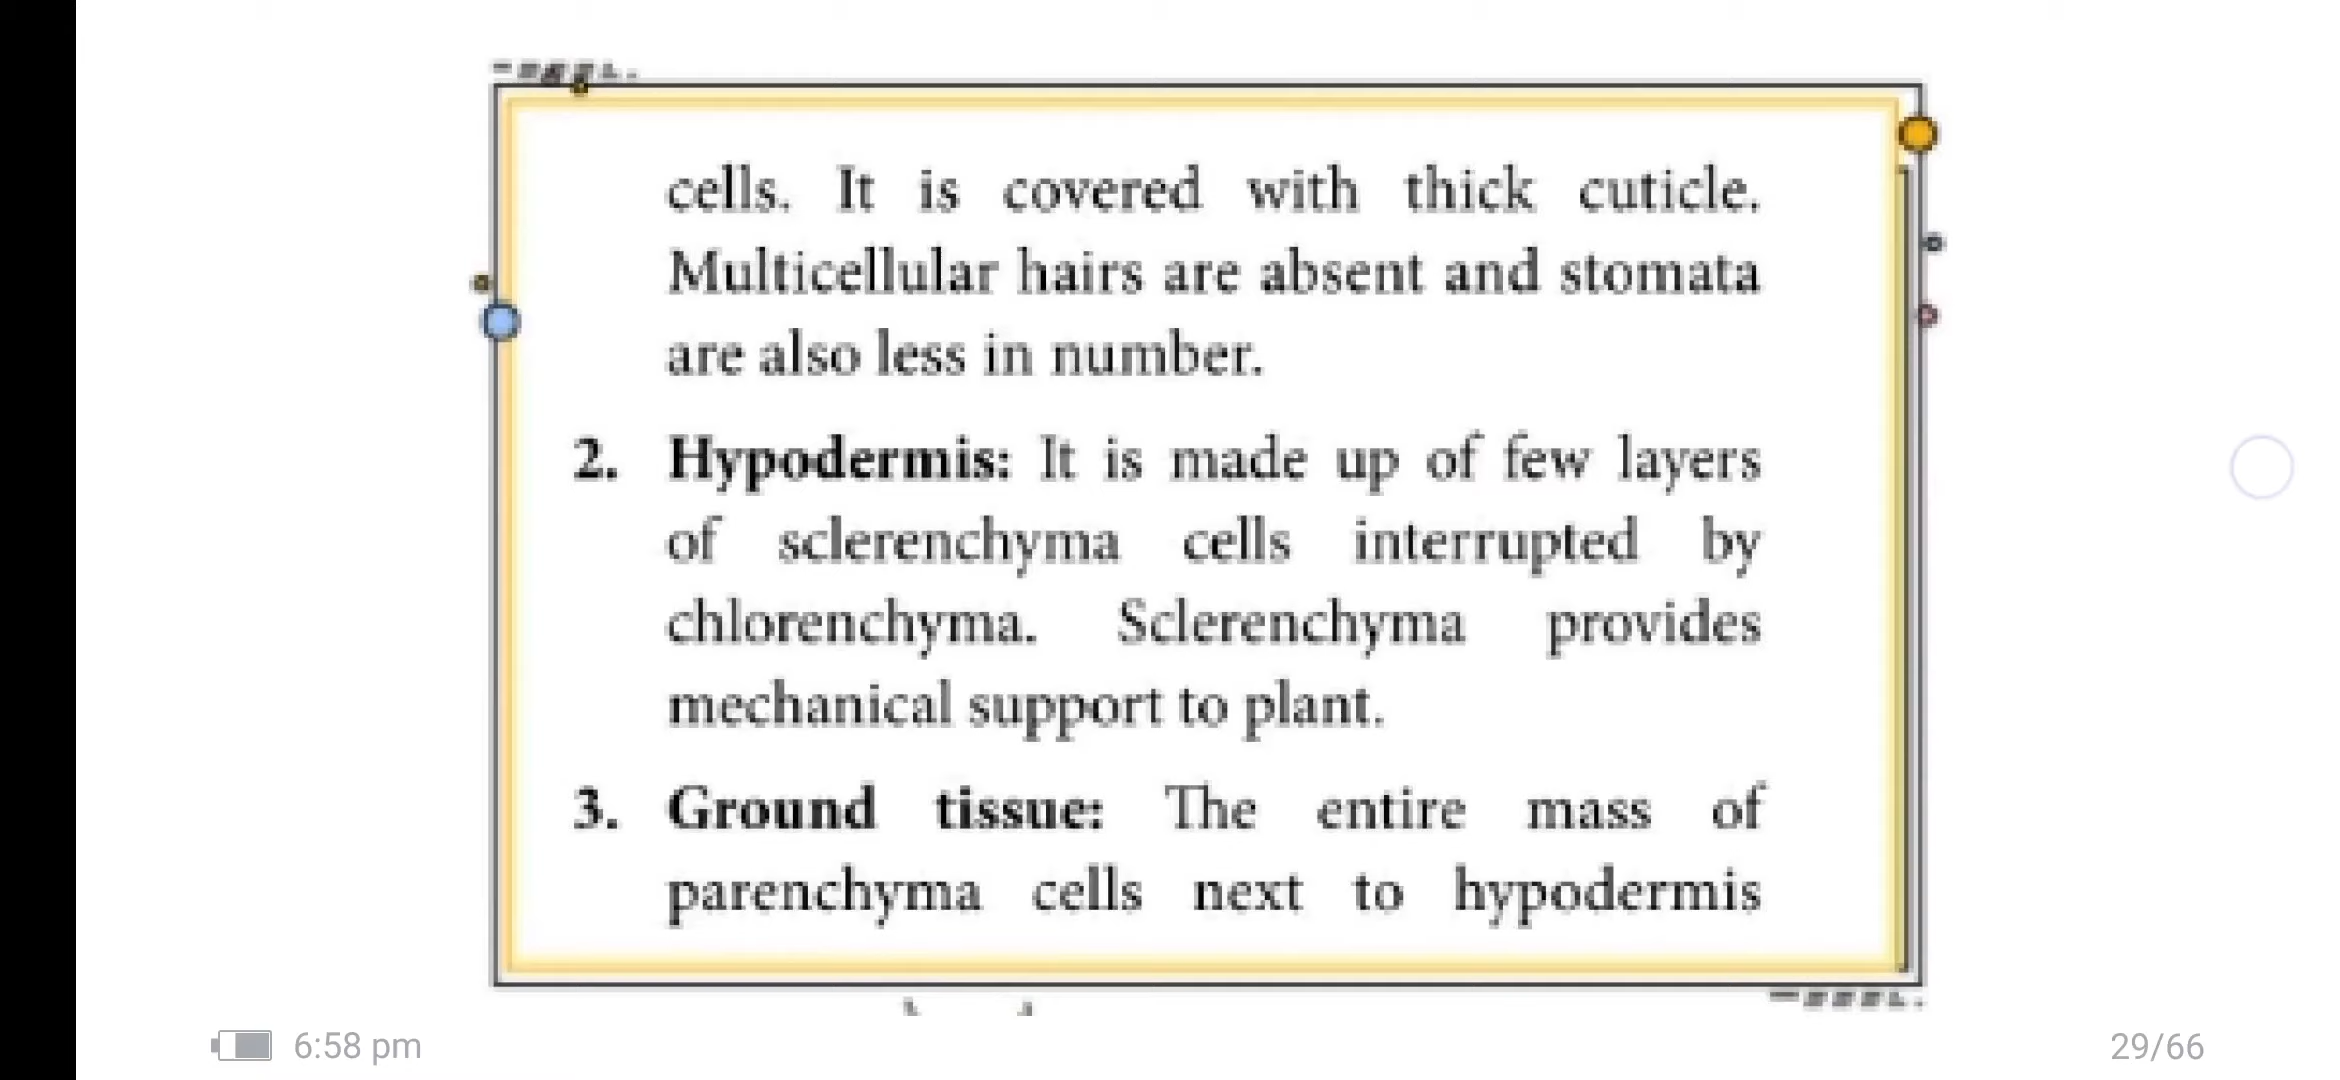 cells. It is covered with thick cuticle.
Multicellular hairs are absent and stomata
are also less in number.
2. Hypodermis: It is made up of few layers
of sclerenchyma cells interrupted by
chlorenchyma. Sclerenchyma provides
mechanical support to plant.
3. Ground tissue: The entire mass of
parenchyma cells next to hypodermis
6:58 pm
29/66